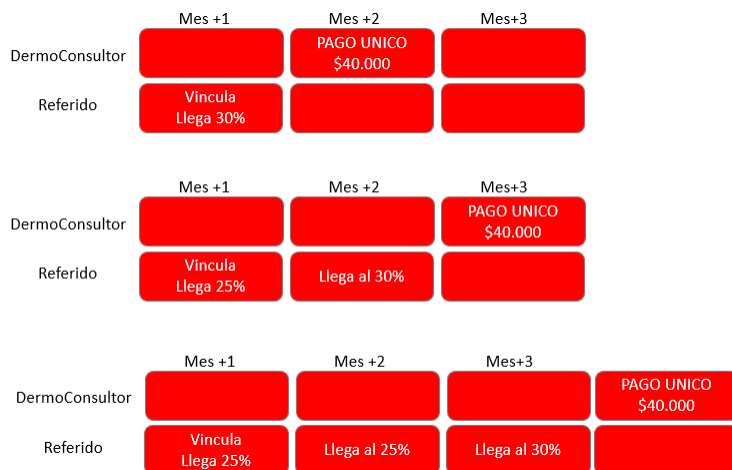 Mes +1 Mes +2 Mes+3
DermoConsultor
PAGO UNICO
$40.000
Referido
Vincula
Llega 30%
Mes +1 Mes +2 Mes+3
DermoConsultor
PAGO UNICO
$40.000
Referido
Vincula
Llega 25%
Llega al 30%
Mes +1 Mes +2 Mes+3
DermoConsultor
PAGO UNICO
$40.000
Referido
Vincula
Llega 25%
Llega al 25%
Llega al 30%